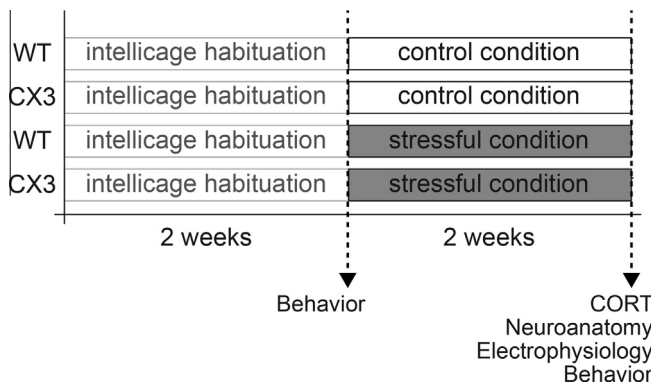 WT intellicage habituation control condition
CX3 intellicage habituation control condition
WT intellicage habituation stressful condition
CX3 intellicage habituation stressful condition
2 weeks 2 weeks
Behavior CORT
Neuroanatomy
Electrophysiology
Behavior